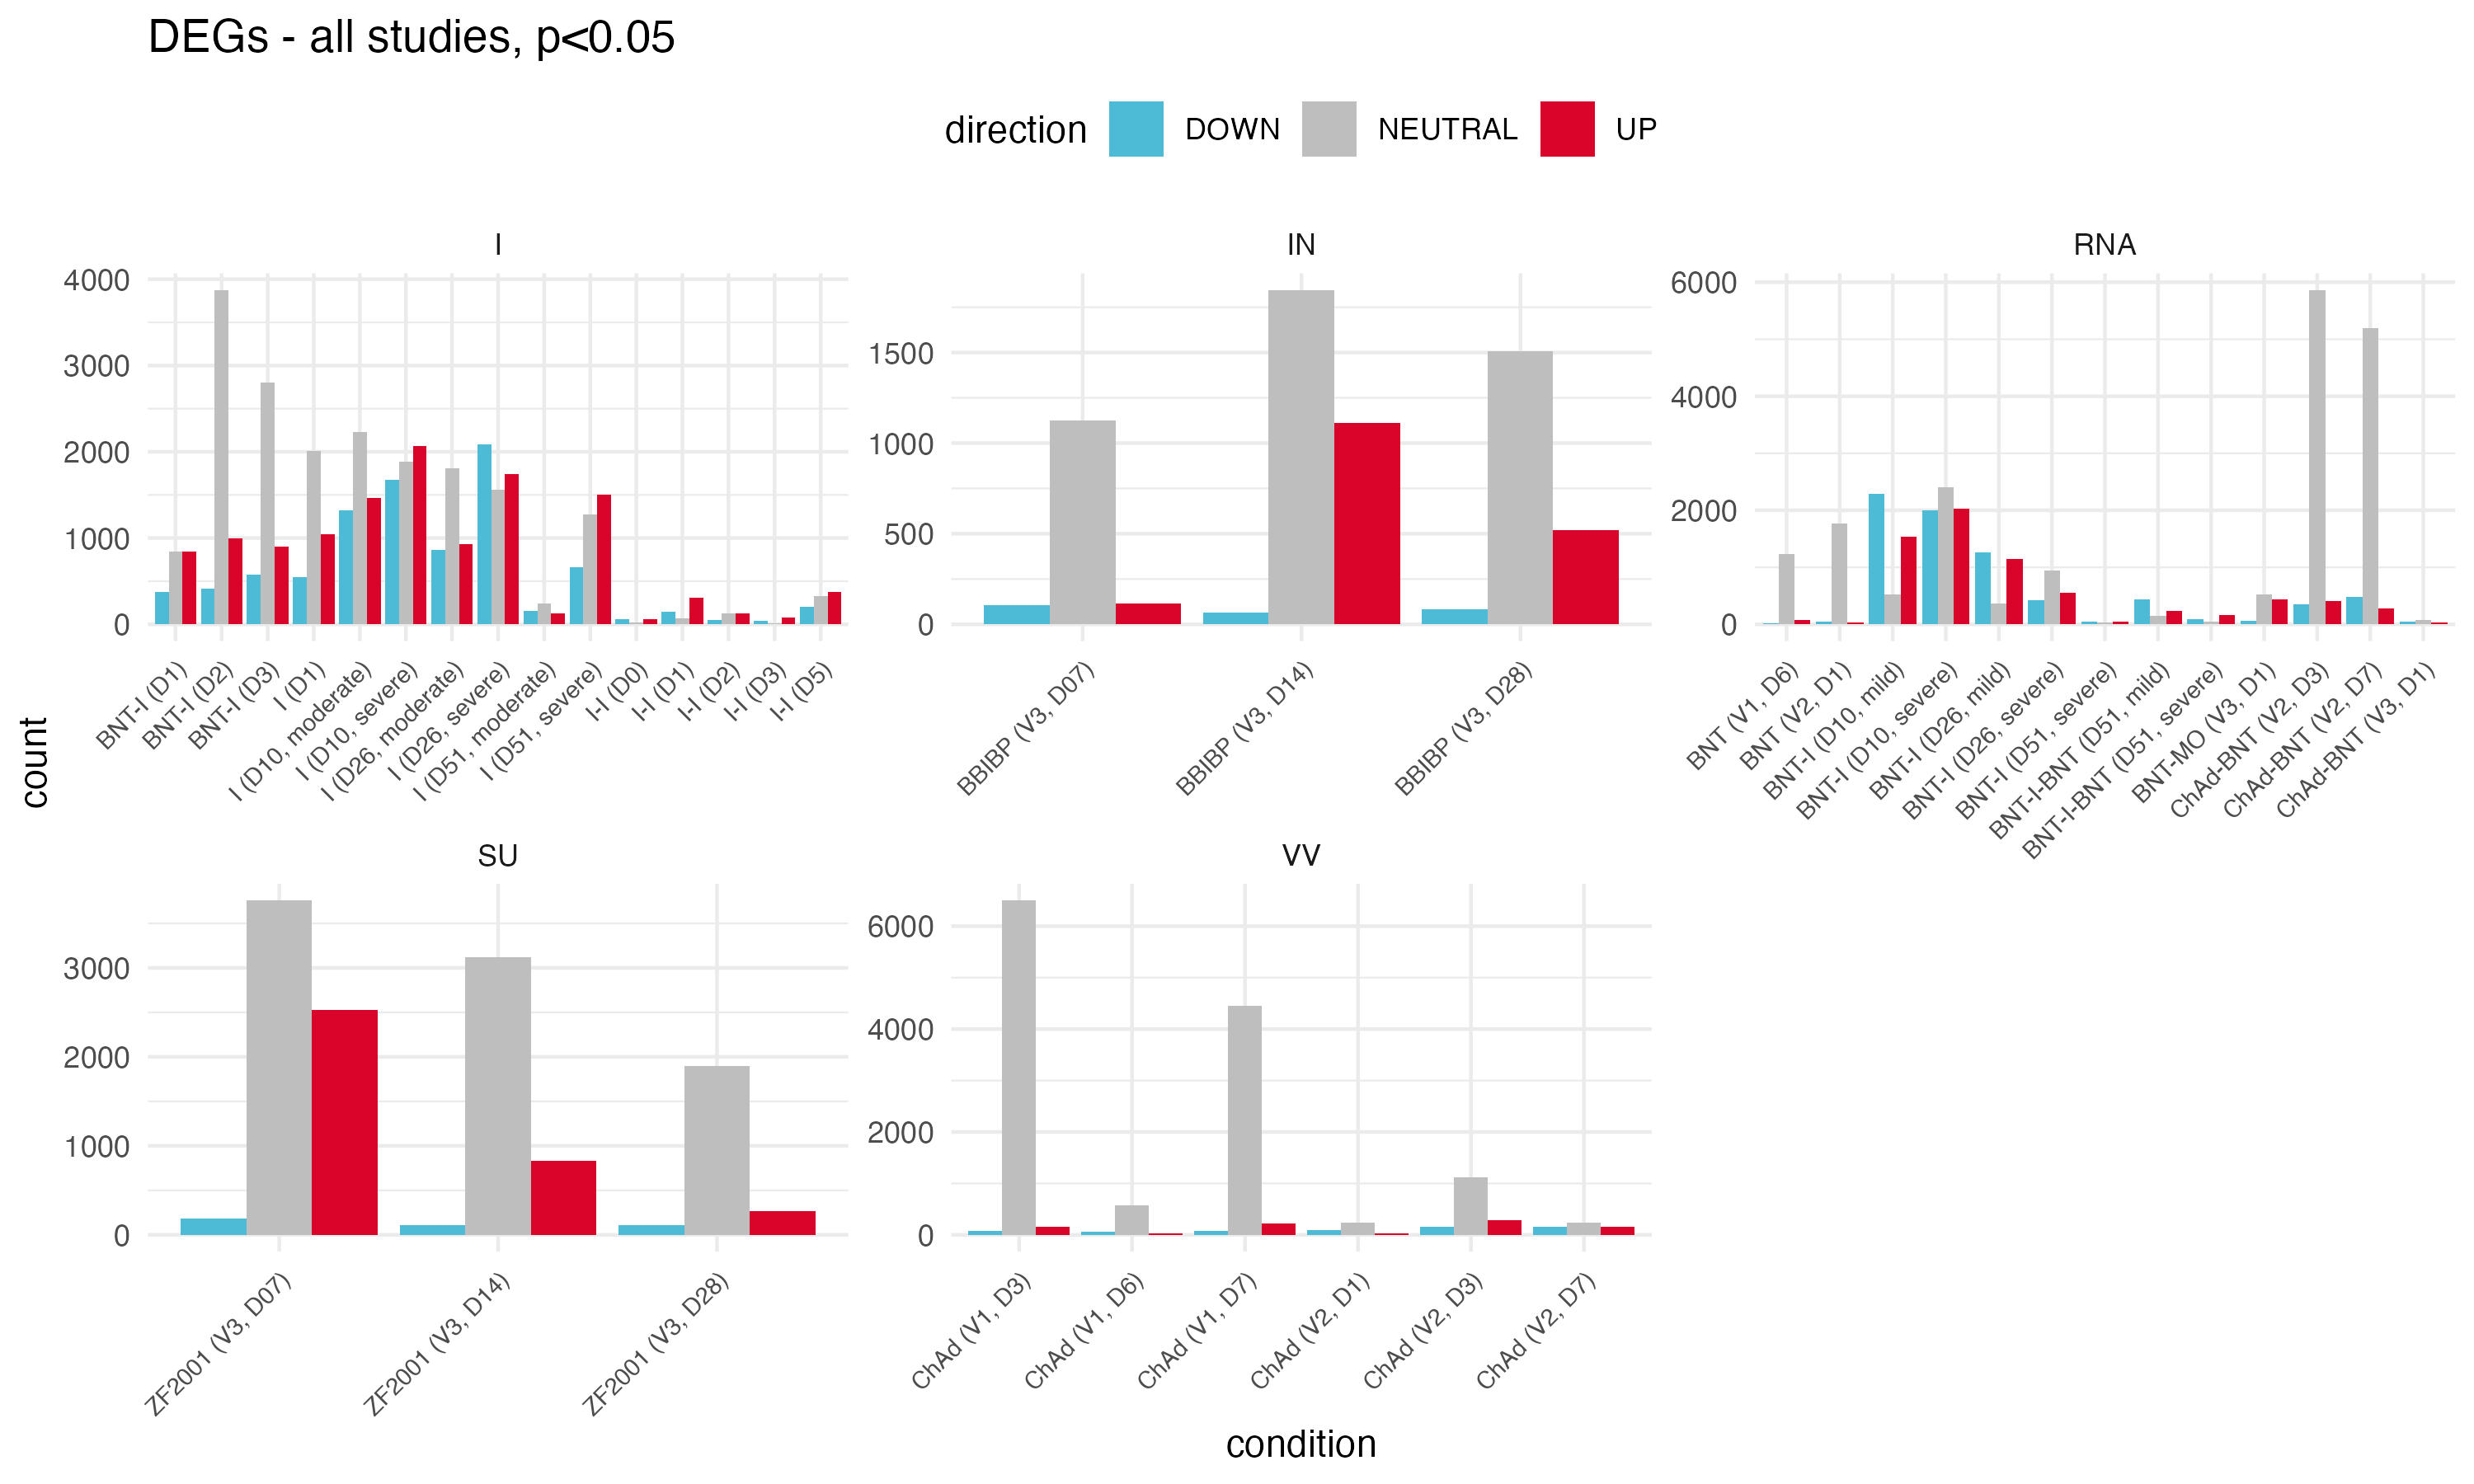 DEGs - all studies, p<0.05
direction DOWN NEUTRAL UP
I
4000
3000
2000
1000
0
BNT-I (D1)
BNT-I (D2)
BNT-I (D3)
I (D1)
I (D10, moderate)
I (D10, severe)
I (D26, moderate)
I (D26, severe)
I (D51, moderate)
I (D51, severe)
I-I (D0)
I-I (D1)
I-I (D2)
I-I (D3)
I-I (D5)
IN
1500
1000
500
0
BBIBP (V3, D07)
BBIBP (V3, D14)
BBIBP (V3, D28)
RNA
6000
4000
2000
0
BNT (V1, D6)
BNT (V2, D1)
BNT-I (D10, mild)
BNT-I (D10, severe)
BNT-I (D26, mild)
BNT-I (D26, severe)
BNT-I (D51, severe)
BNT-I-BNT (D51, mild)
BNT-I-BNT (D51, severe)
BNT-MO (V3, D1)
ChAd-BNT (V2, D3)
ChAd-BNT (V2, D7)
ChAd-BNT (V3, D1)
count
SU
3000
2000
1000
0
ZF2001 (V3, D07)
ZF2001 (V3, D14)
ZF2001 (V3, D28)
VV
6000
4000
2000
0
ChAd (V1, D3)
ChAd (V1, D6)
ChAd (V1, D7)
ChAd (V2, D1)
ChAd (V2, D3)
ChAd (V2, D7)
condition